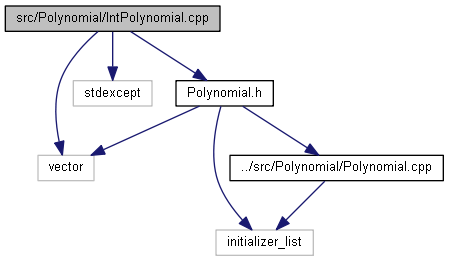 src/Polynomial/IntPolynomial.cpp
stdexcept
Polynomial.h
vector
../src/Polynomial/Polynomial.cpp
initializer_list